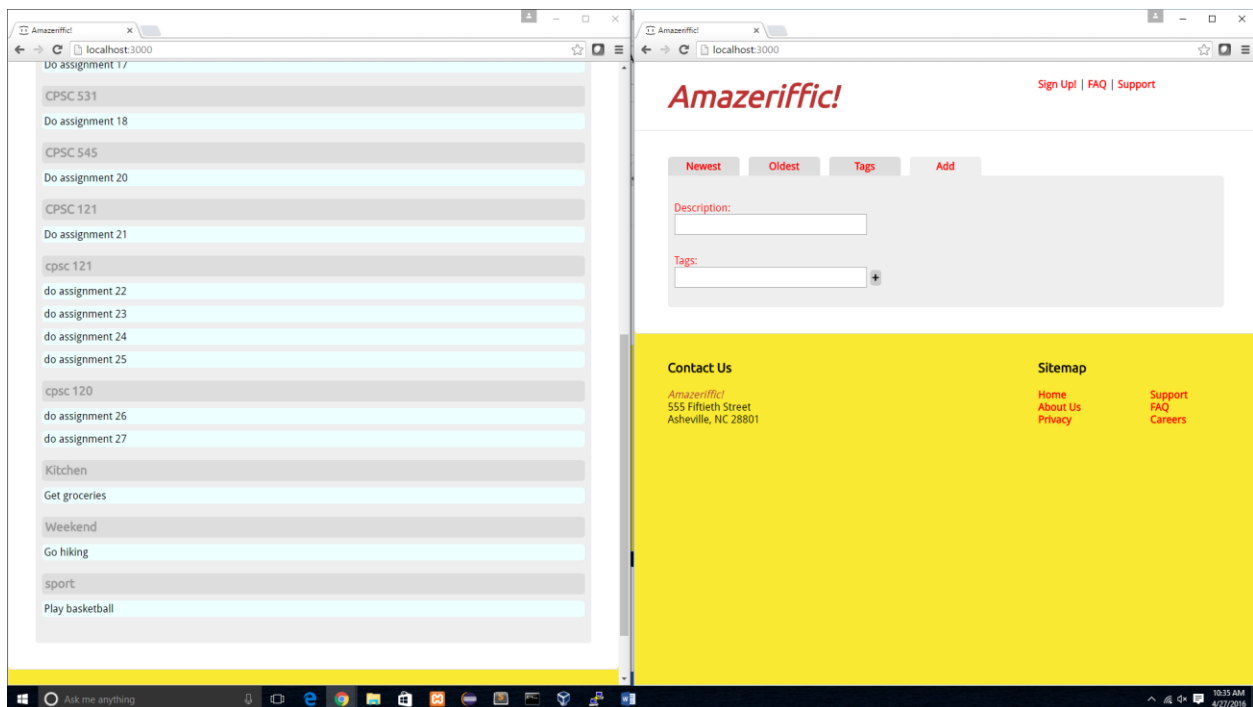 Amazeriffic!
localhost:3000
Do assignment 17
CPSC 531
Do assignment 18
CPSC 545
Do assignment 20
CPSC 121
Do assignment 21
cpsc 121
do assignment 22
do assignment 23
do assignment 24
do assignment 25
cpsc 120
do assignment 26
do assignment 27
Kitchen
Get groceries
Weekend
Go hiking
sport
Play basketball
Amazeriffic!
localhost:3000
Amazeriffic!
Sign Up! | FAQ | Support
Newest Oldest Tags Add
Description:
Tags:
+
Contact Us
Sitemap
Amazeriffic!
555 Fiftieth Street
Asheville, NC 28801
Home Support
About Us FAQ
Privacy Careers
Ask me anything
10:35 AM
4/27/2016